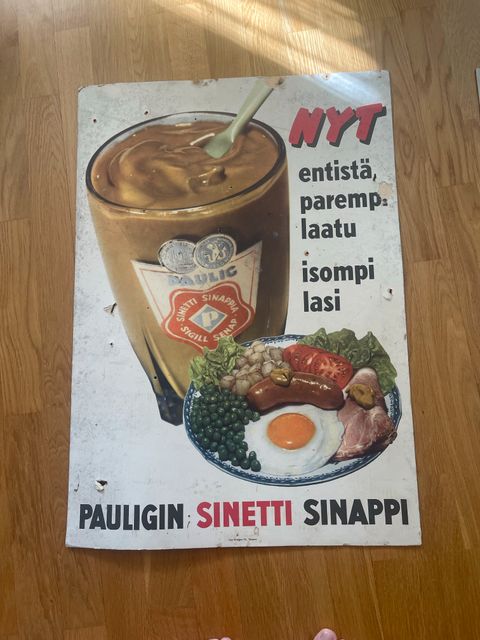 NYT
entistä,
paremp:
laatu
isompi
lasi
PAULIG
SINETTI SINAPPIA
P
SIGILL SENAP
PAULIGIN SINETTI SINAPPI